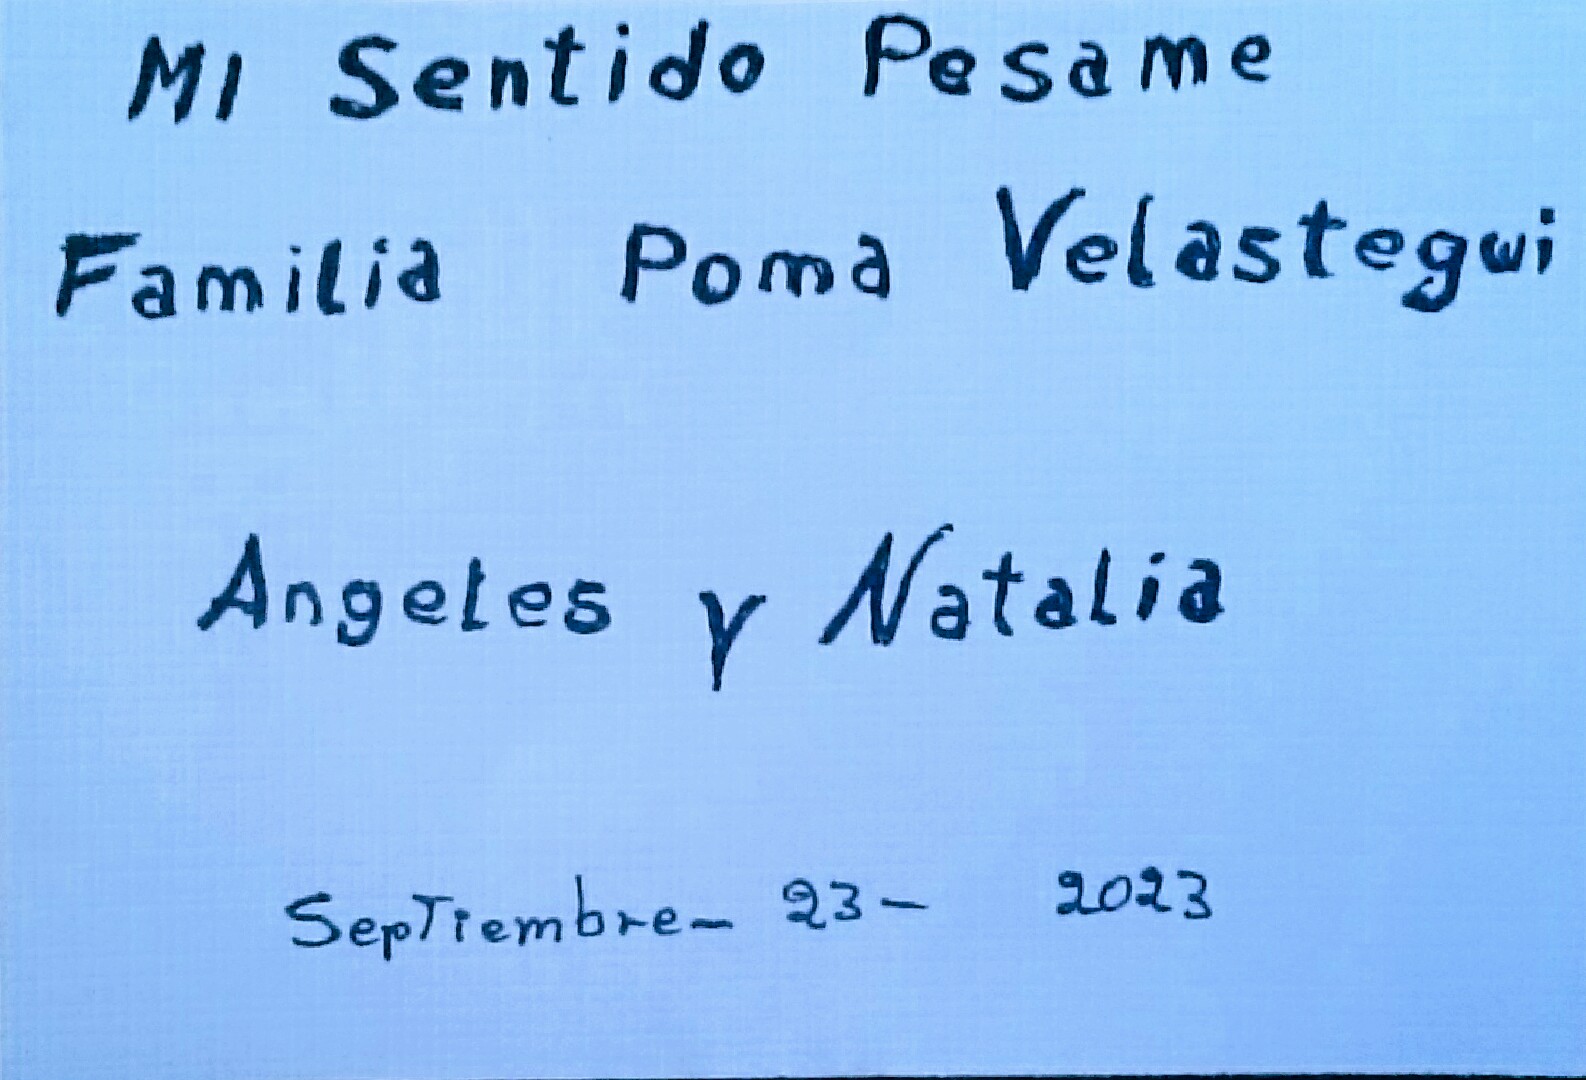 Mi Sentido Pesame
Familia Poma Velastegui
Angeles y Natalia
Septiembre - 23 - 2023